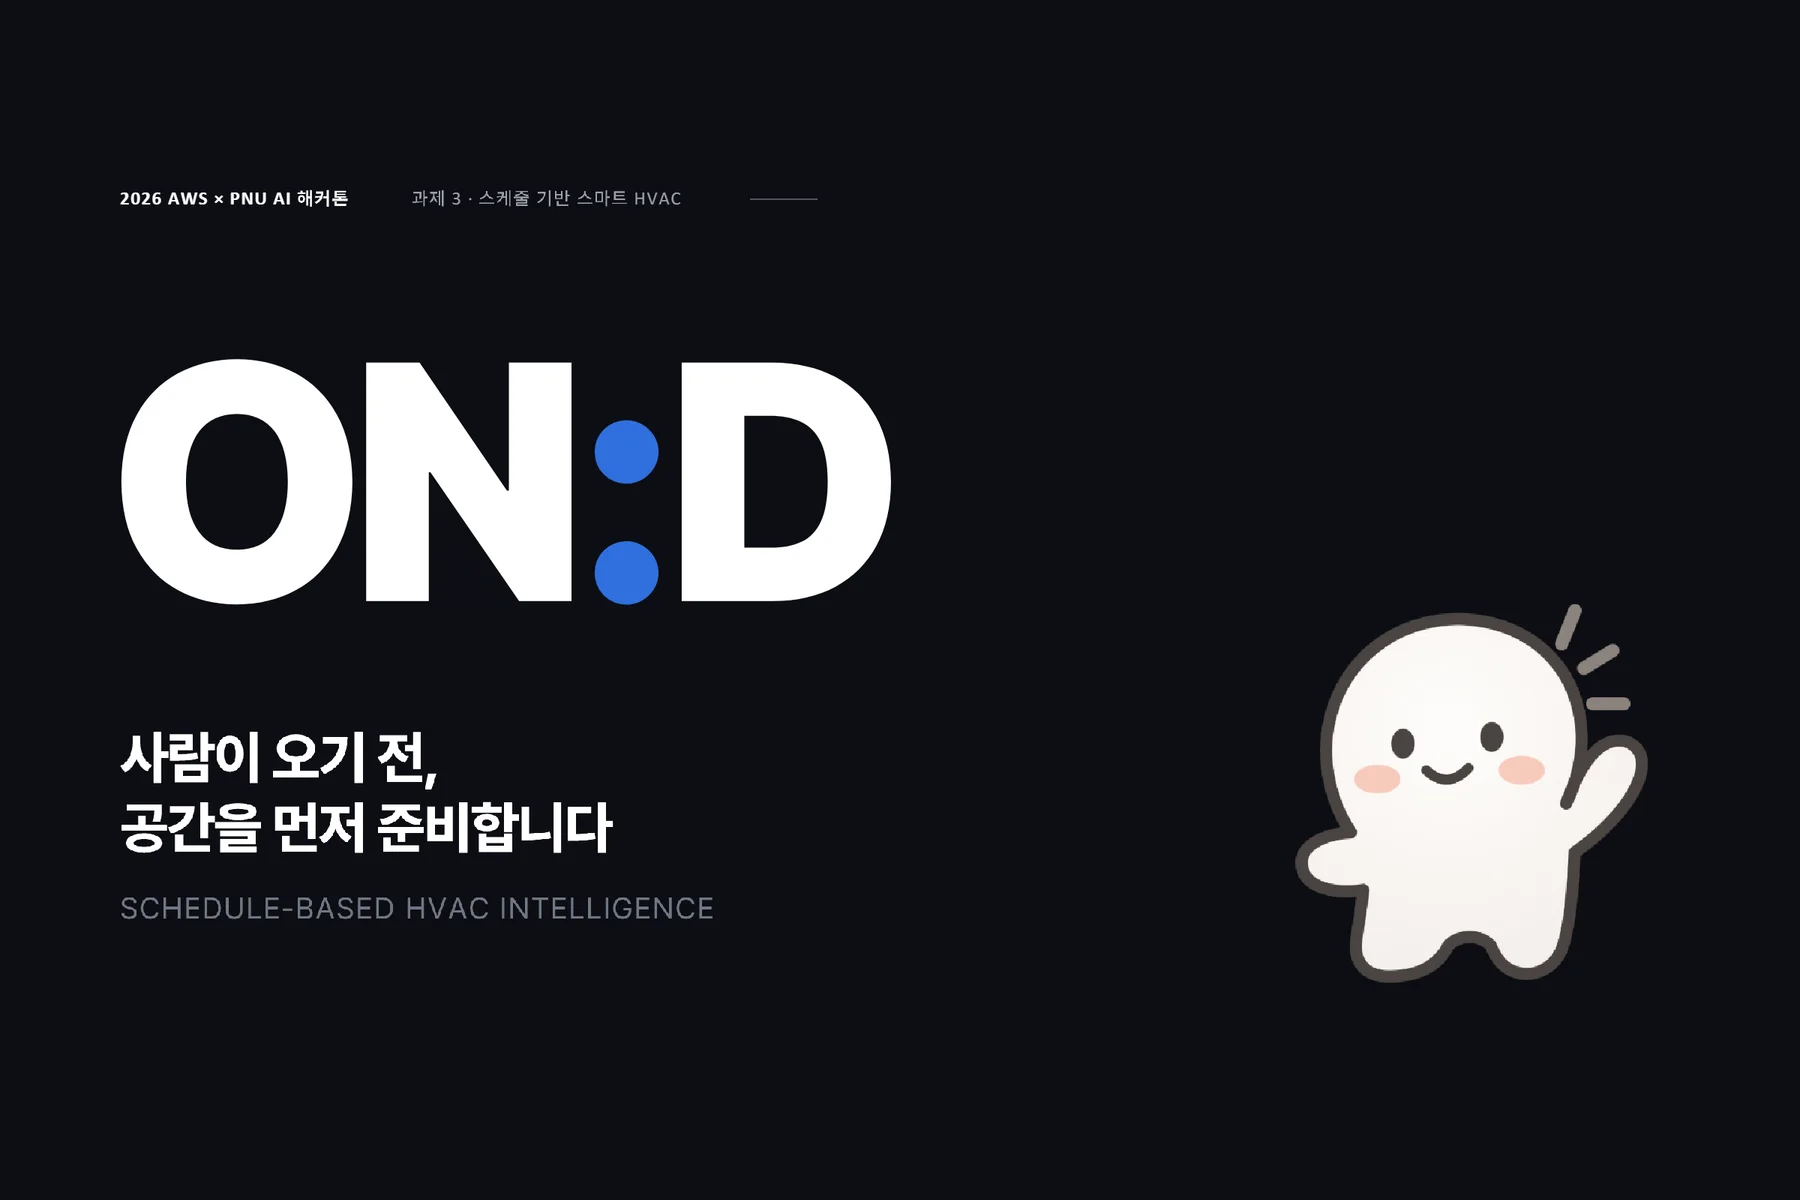 2026 AWS × PNU AI 해커톤 과제 3 · 스케줄 기반 스마트 HVAC
ON:D
사람이 오기 전,
공간을 먼저 준비합니다
SCHEDULE-BASED HVAC INTELLIGENCE